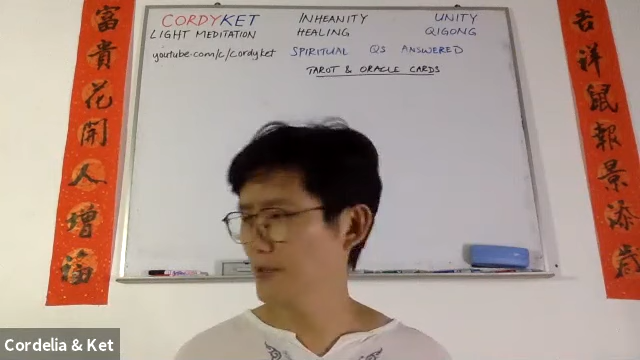 富貴花開人增福
CORDYKET INHEANITY UNITY
LIGHT MEDITATION HEALING QIGONG
youtube.com/c/cordyket SPIRITUAL QS ANSWERED
TAROT & ORACLE CARDS
吉祥鼠報景添歲
Cordelia & Ket